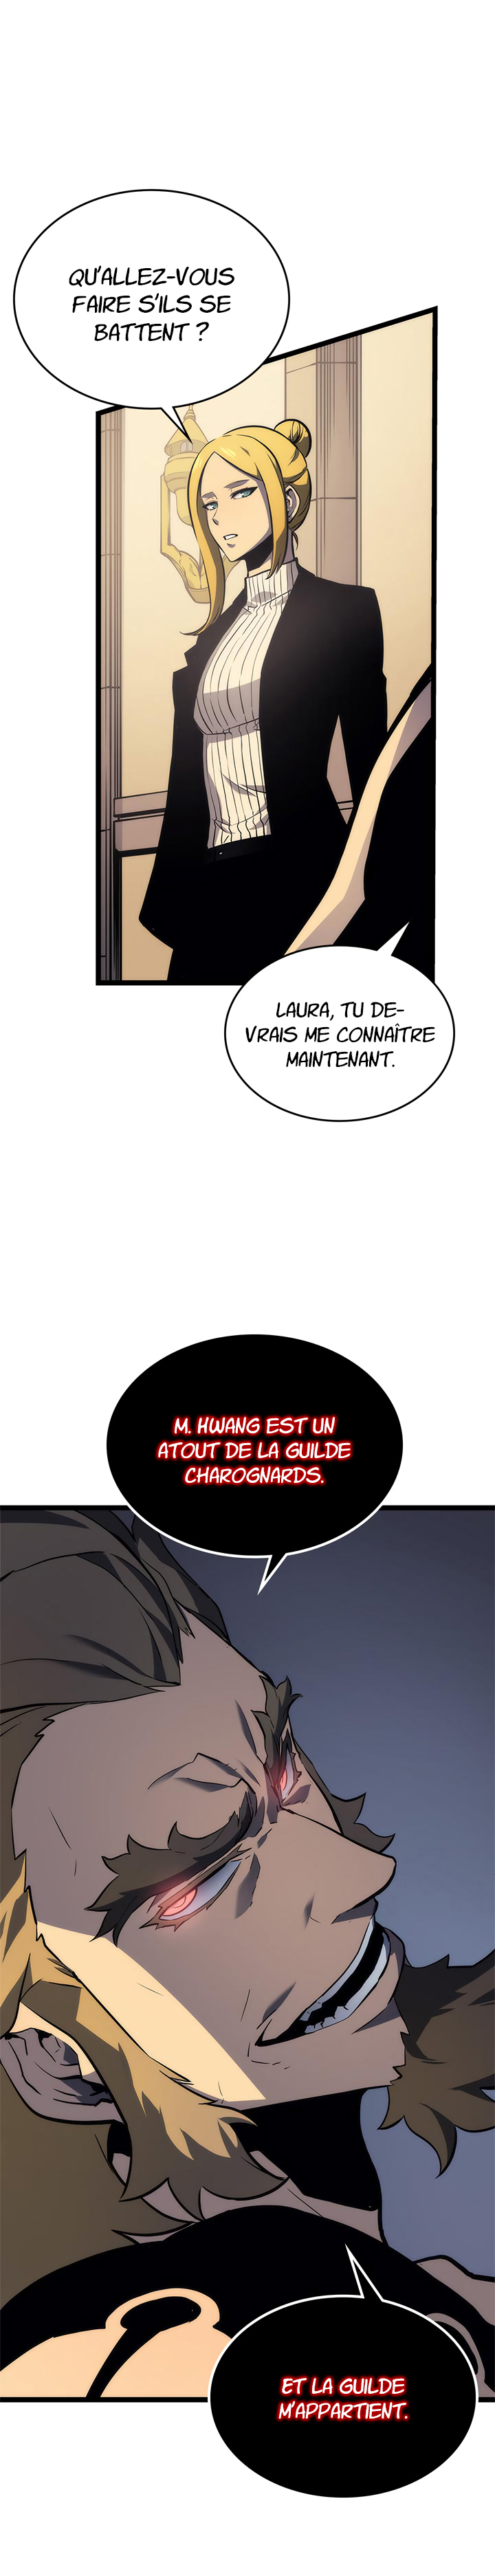 QU'ALLEZ-VOUS
FAIRE S'ILS SE
BATTENT ?
LAURA, TU DE-
VRAIS ME CONNAÎTRE
MAINTENANT.
M. HWANG EST UN
ATOUT DE LA GUILDE
CHAROGNARDS.
ET LA GUILDE
M'APPARTIENT.